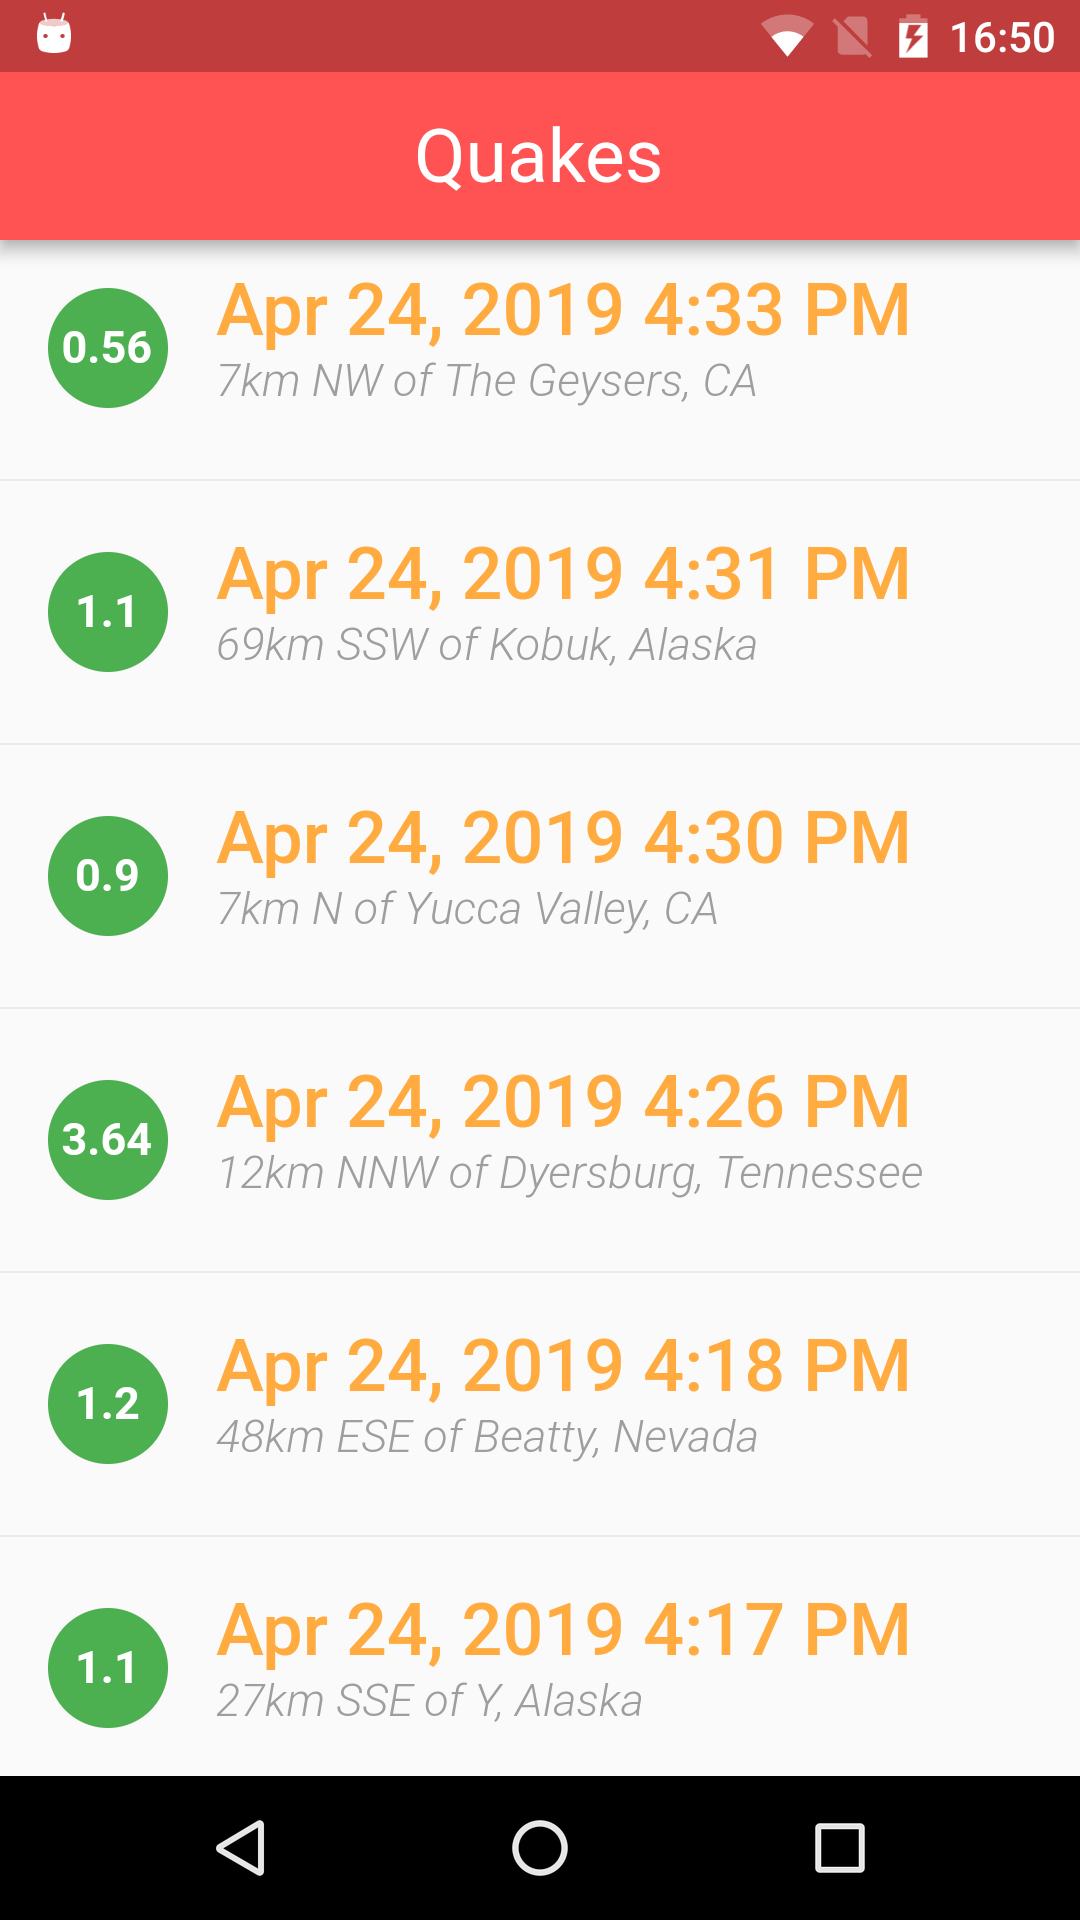 16:50
Quakes
0.56
Apr 24, 2019 4:33 PM
7km NW of The Geysers, CA
1.1
Apr 24, 2019 4:31 PM
69km SSW of Kobuk, Alaska
0.9
Apr 24, 2019 4:30 PM
7km N of Yucca Valley, CA
3.64
Apr 24, 2019 4:26 PM
12km NNW of Dyersburg, Tennessee
1.2
Apr 24, 2019 4:18 PM
48km ESE of Beatty, Nevada
1.1
Apr 24, 2019 4:17 PM
27km SSE of Y, Alaska